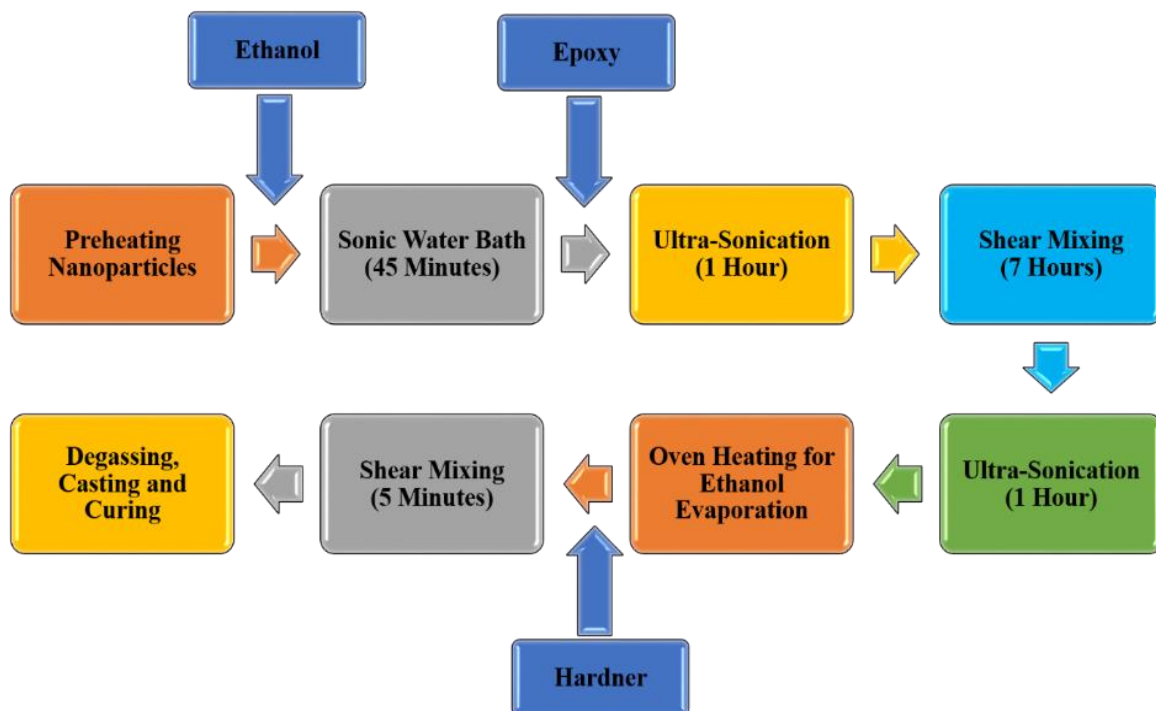 Ethanol
Epoxy
Preheating
Nanoparticles
Sonic Water Bath
(45 Minutes)
Ultra-Sonication
(1 Hour)
Shear Mixing
(7 Hours)
Degassing,
Casting and
Curing
Shear Mixing
(5 Minutes)
Oven Heating for
Ethanol
Evaporation
Ultra-Sonication
(1 Hour)
Hardner